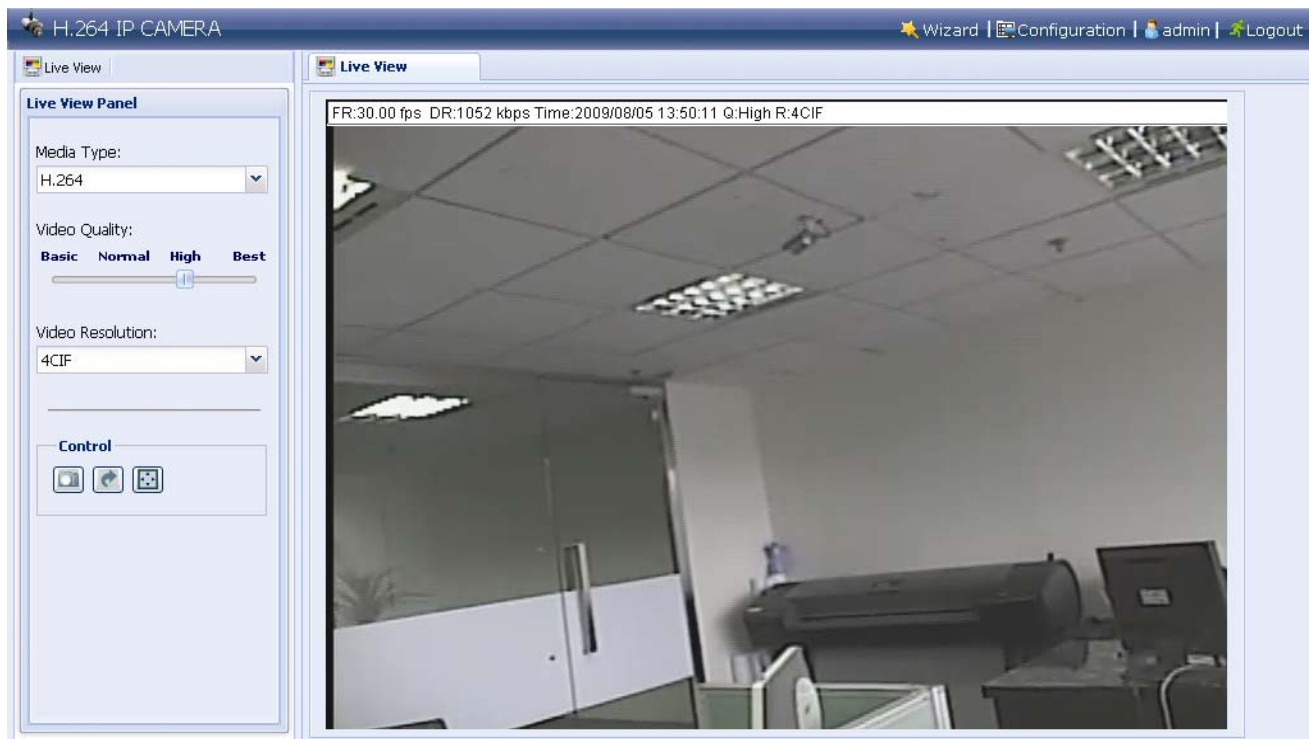 H.264 IP CAMERA
Wizard | Configuration | admin | Logout
Live View
Live View
Live View Panel
FR:30.00 fps DR:1052 kbps Time:2009/08/05 13:50:11 Q:High R:4CIF
Media Type:
H.264
Video Quality:
Basic Normal High Best
Video Resolution:
4CIF
Control